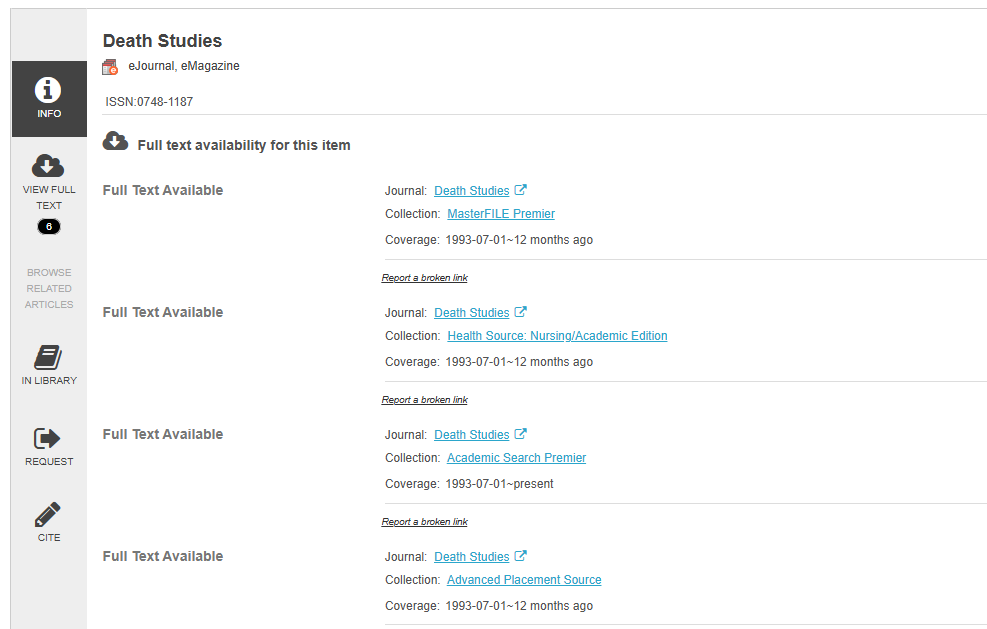 Death Studies
eJournal, eMagazine
ISSN:0748-1187
INFO
VIEW FULL
TEXT
6
BROWSE
RELATED
ARTICLES
IN LIBRARY
REQUEST
CITE
Full text availability for this item
Full Text Available
Journal: Death Studies
Collection: MasterFILE Premier
Coverage: 1993-07-01~12 months ago
Report a broken link
Full Text Available
Journal: Death Studies
Collection: Health Source: Nursing/Academic Edition
Coverage: 1993-07-01~12 months ago
Report a broken link
Full Text Available
Journal: Death Studies
Collection: Academic Search Premier
Coverage: 1993-07-01~present
Report a broken link
Full Text Available
Journal: Death Studies
Collection: Advanced Placement Source
Coverage: 1993-07-01~12 months ago